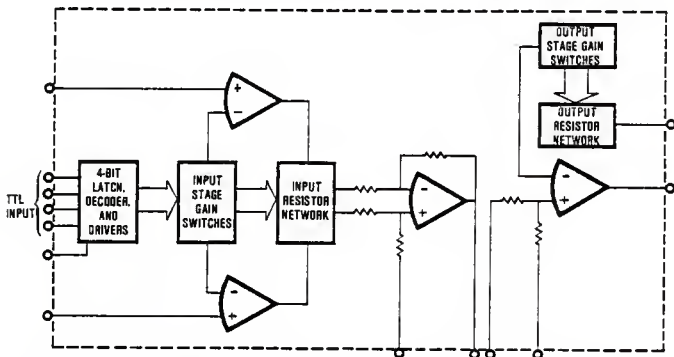 OUTPUT
STAGE GAIN
SWITCHES
OUTPUT
RESISTOR
NETWORK
+
−
TTL
INPUT
4-BIT
LATCN,
DECODER,
AND
DRIVERS
INPUT
STAGE
GAIN
SWITCHES
INPUT
RESISTOR
NETWORK
−
+
−
+
−
+